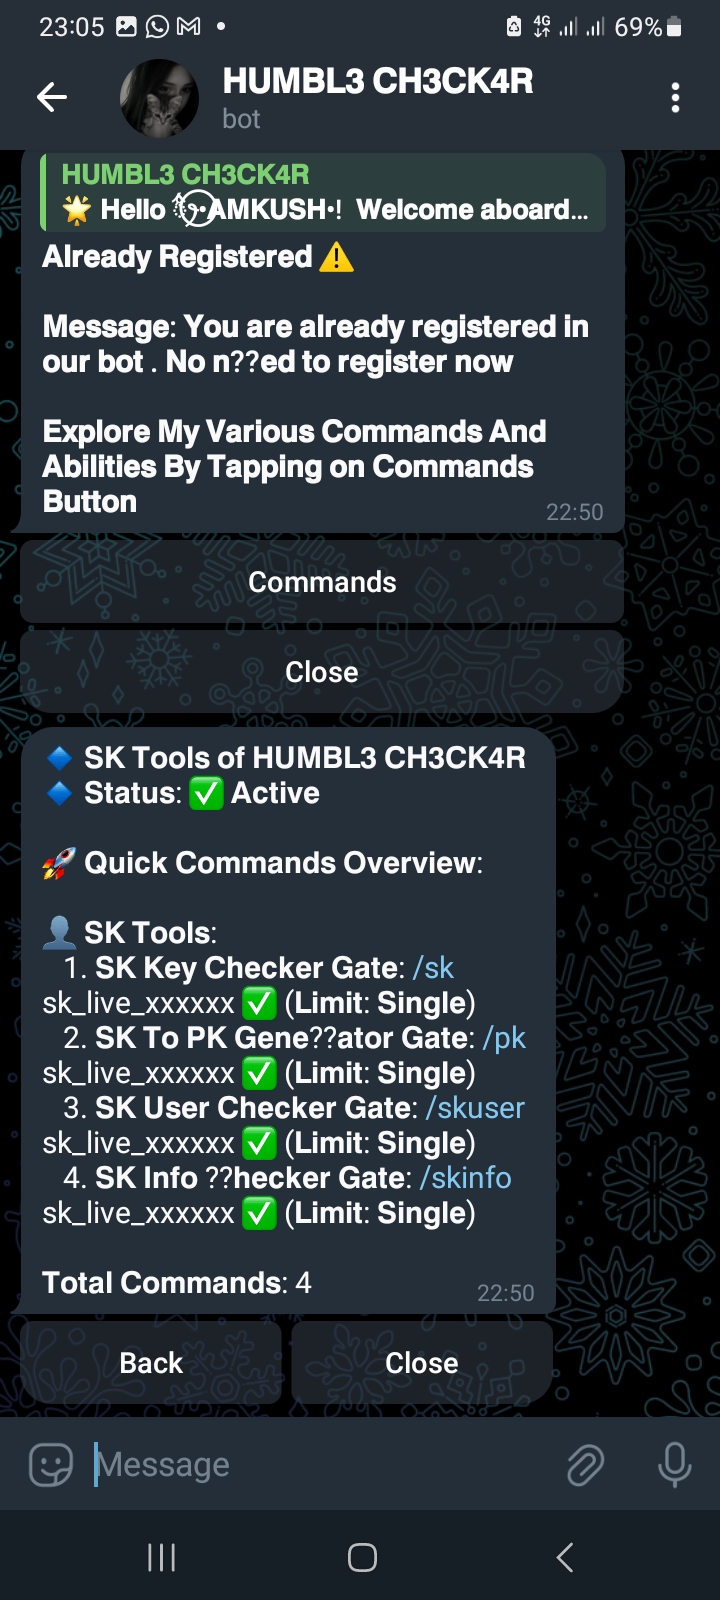 23:05
4G
69%
HUMBL3 CH3CK4R
bot
HUMBL3 CH3CK4R
🌟 Hello AMKUSH•! Welcome aboard...
Already Registered ⚠️
Message: You are already registered in
our bot . No n??ed to register now
Explore My Various Commands And
Abilities By Tapping on Commands
Button
22:50
Commands
Close
🔹 SK Tools of HUMBL3 CH3CK4R
🔹 Status: ✅ Active
🚀 Quick Commands Overview:
👤 SK Tools:
1. SK Key Checker Gate: /sk
sk_live_xxxxxx ✅ (Limit: Single)
2. SK To PK Gene??ator Gate: /pk
sk_live_xxxxxx ✅ (Limit: Single)
3. SK User Checker Gate: /skuser
sk_live_xxxxxx ✅ (Limit: Single)
4. SK Info ??hecker Gate: /skinfo
sk_live_xxxxxx ✅ (Limit: Single)
Total Commands: 4
22:50
Back
Close
Message